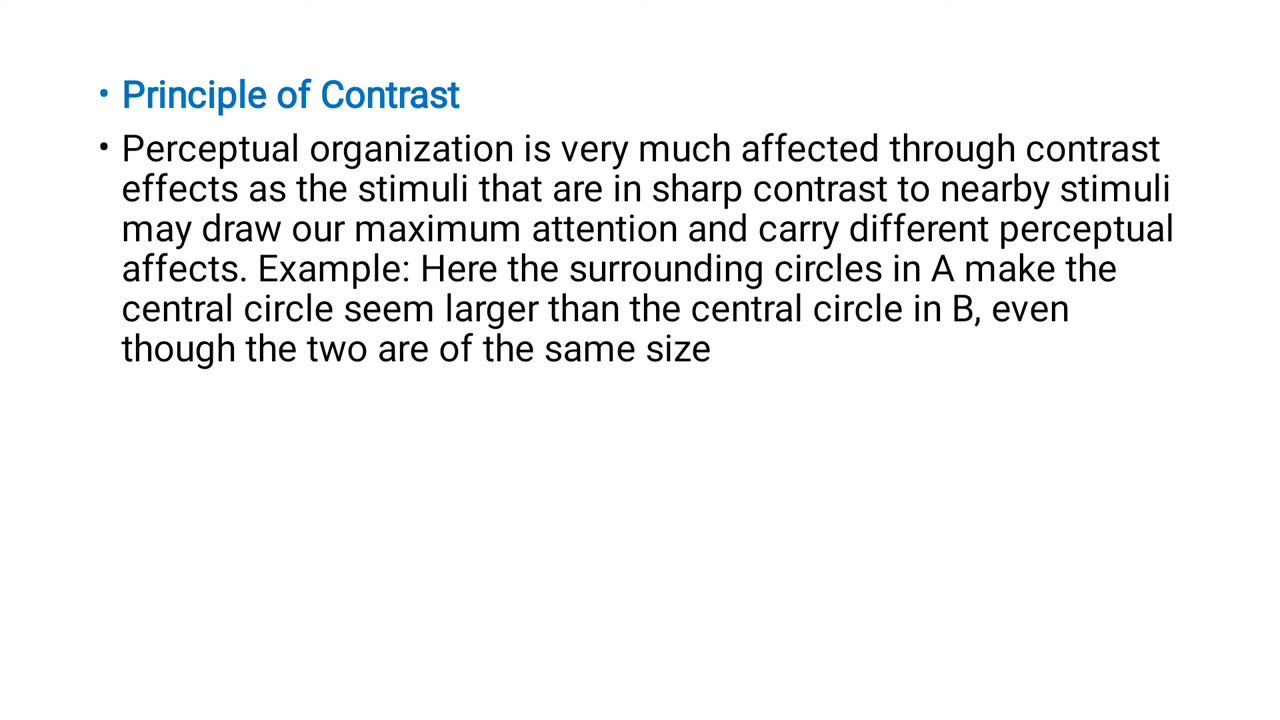 • Principle of Contrast
• Perceptual organization is very much affected through contrast
effects as the stimuli that are in sharp contrast to nearby stimuli
may draw our maximum attention and carry different perceptual
affects. Example: Here the surrounding circles in A make the
central circle seem larger than the central circle in B, even
though the two are of the same size